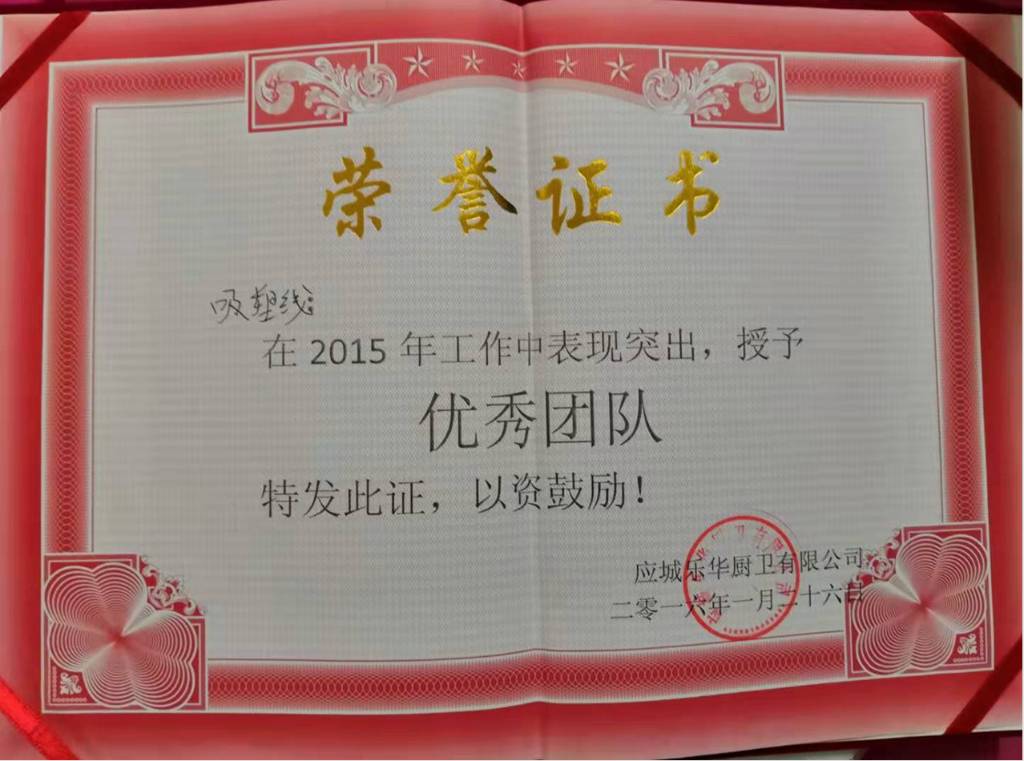 荣誉证书
吸塑线:
在 2015 年工作中表现突出，授予
优秀团队
特发此证，以资鼓励！
应城乐华厨卫有限公司
二零一六年一月二十六日